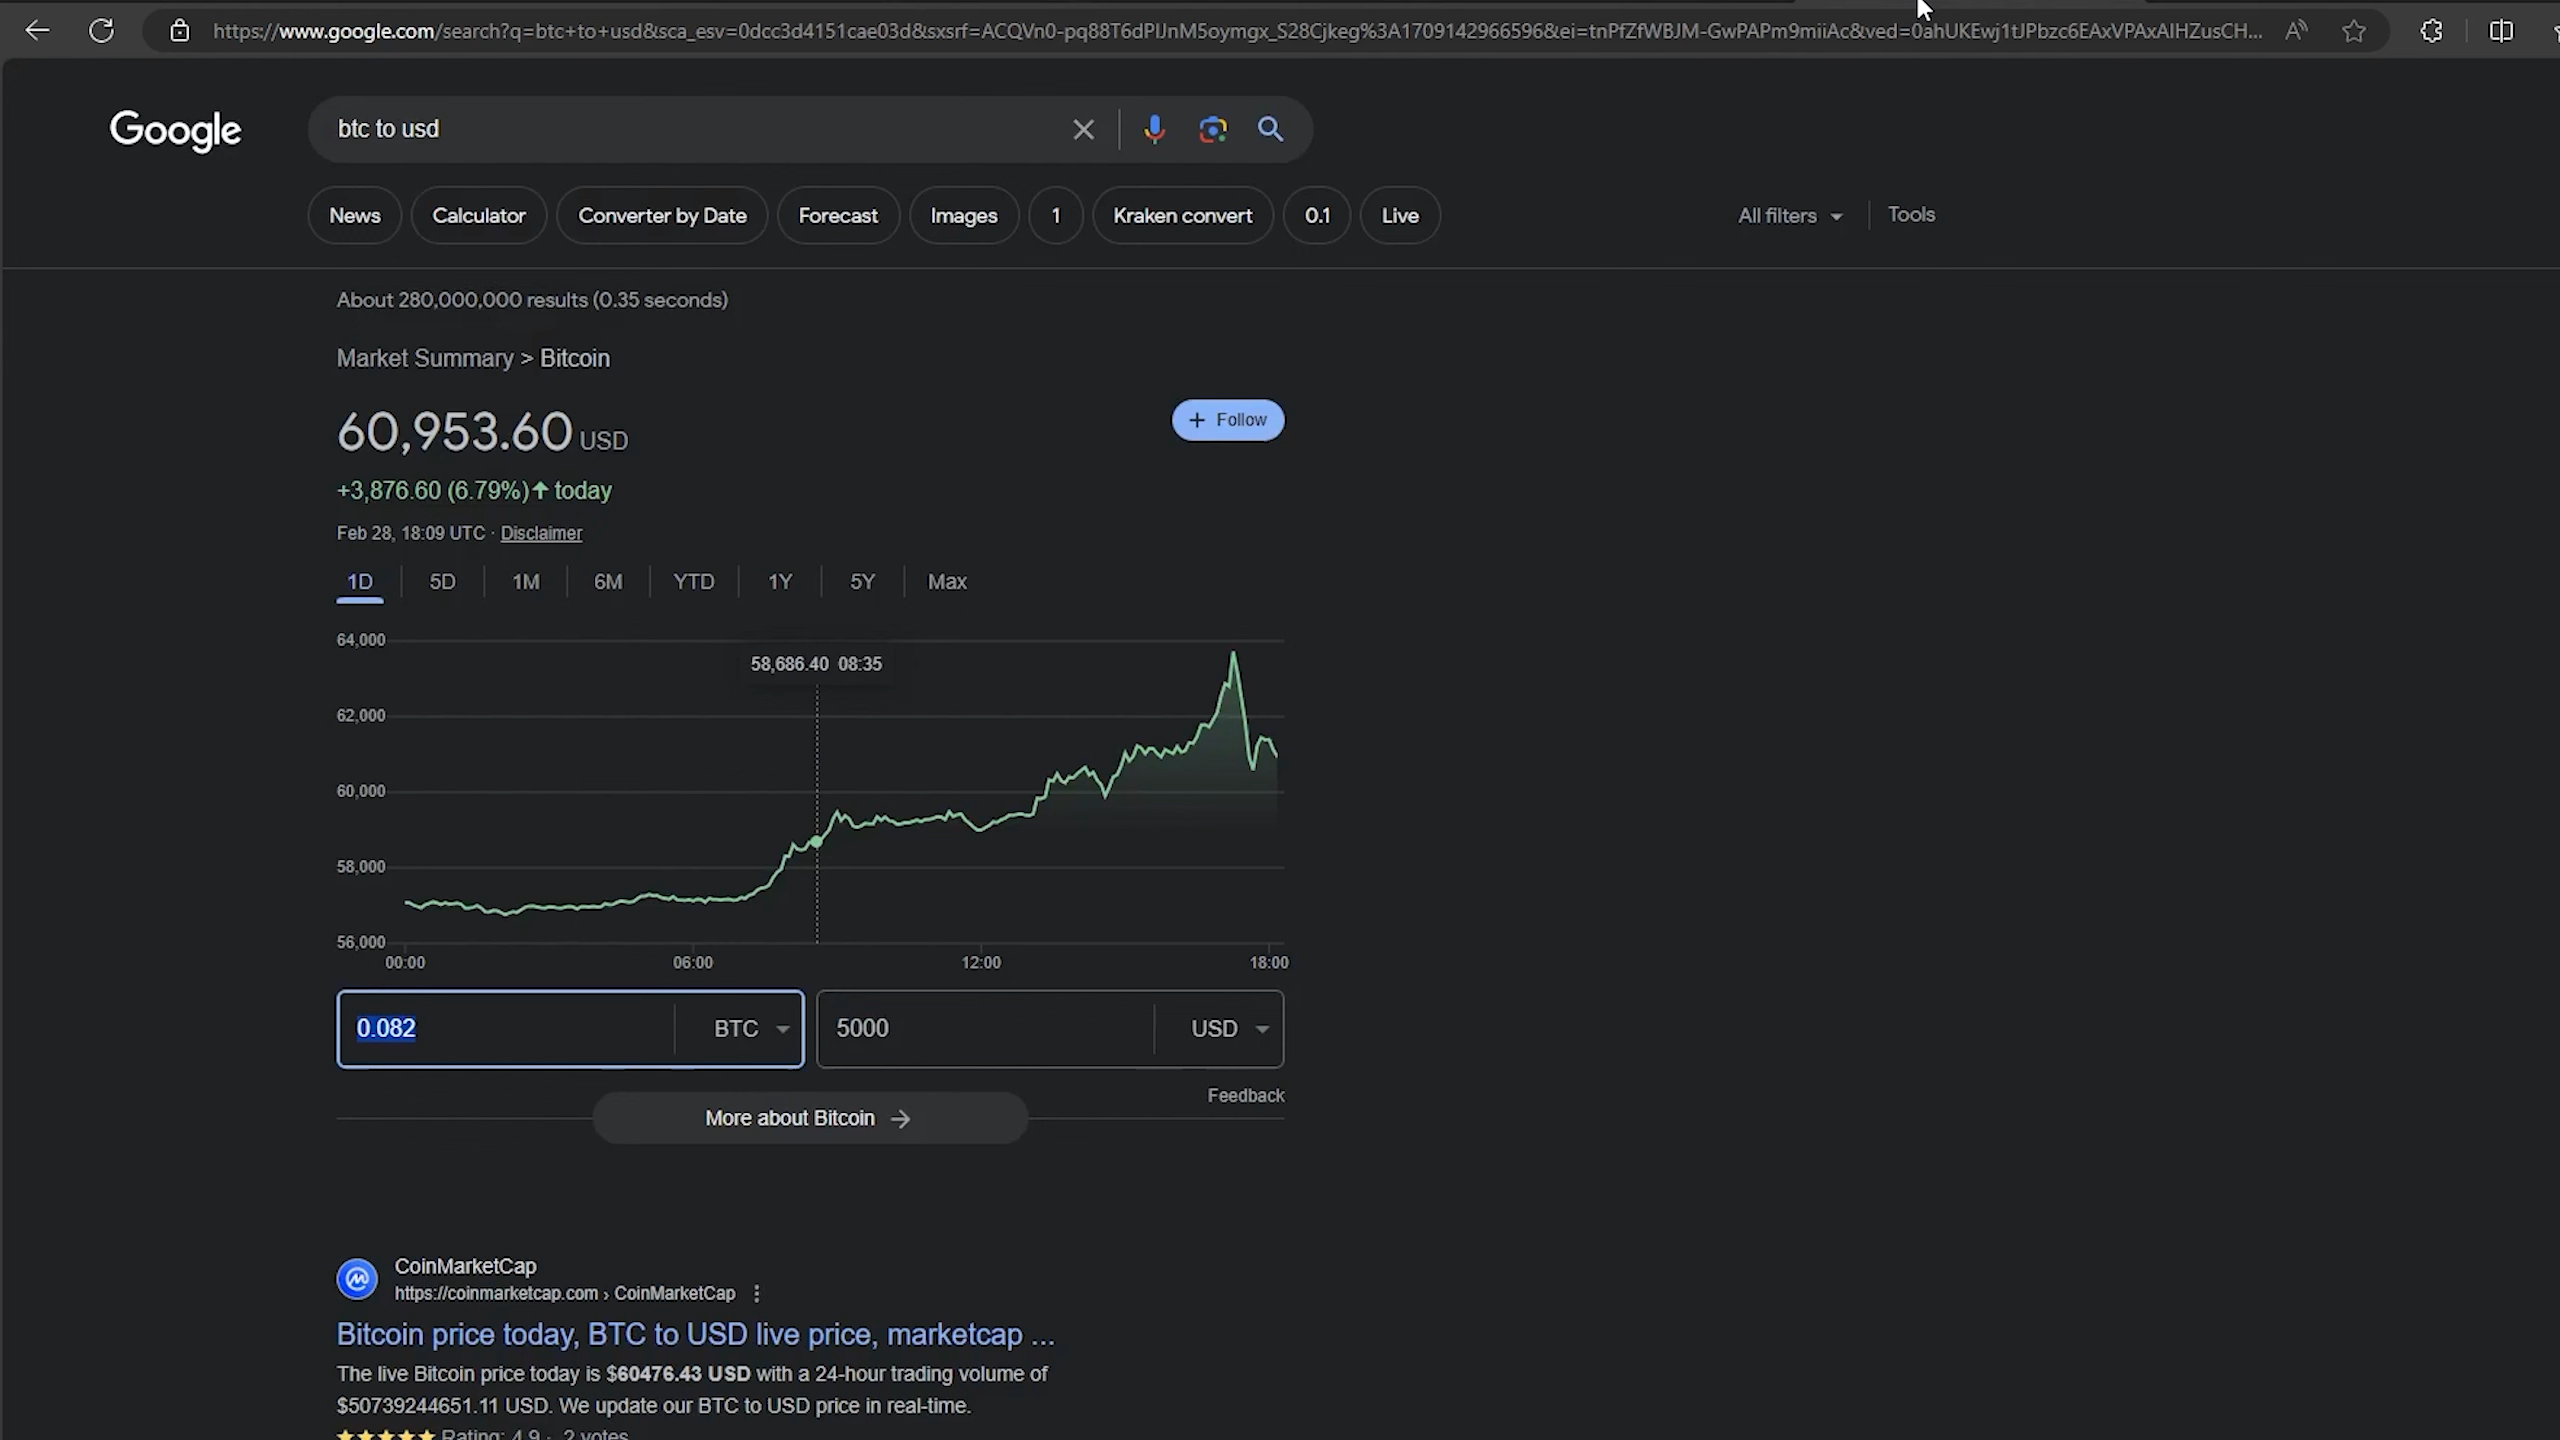 https://www.google.com/search?q=btc+to+usd&sca_esv=0dcc3d4151cae03d&sxsrf=ACQVn0-pq88T6dPIJnM5oymgx_S28Cjkeg%3A1709142966596&ei=tnPfZfWBJM-GwPAPm9miiAc&ved=0ahUKEwj1tJPbzc6EAxVPAxAIHZusCH...
Google
btc to usd
News
Calculator
Converter by Date
Forecast
Images
1
Kraken convert
0.1
Live
All filters
Tools
About 280,000,000 results (0.35 seconds)
Market Summary > Bitcoin
60,953.60 USD
+ Follow
+3,876.60 (6.79%) today
Feb 28, 18:09 UTC · Disclaimer
1D
5D
1M
6M
YTD
1Y
5Y
Max
64,000
58,686.40 08:35
62,000
60,000
58,000
56,000
00:00
06:00
12:00
18:00
0.082
BTC
5000
USD
Feedback
More about Bitcoin
CoinMarketCap
https://coinmarketcap.com › CoinMarketCap
Bitcoin price today, BTC to USD live price, marketcap ...
The live Bitcoin price today is $60476.43 USD with a 24-hour trading volume of
$50739244651.11 USD. We update our BTC to USD price in real-time.
Rating: 4.9 · 2 votes